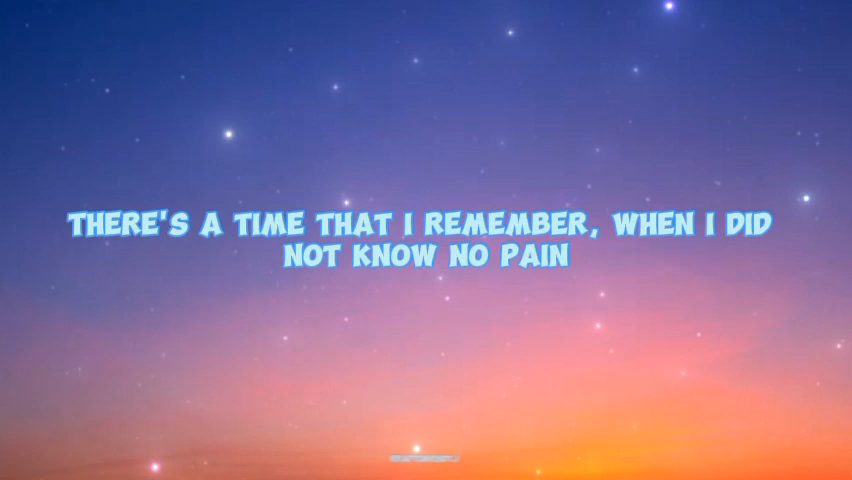 THERE'S A TIME THAT I REMEMBER, WHEN I DID
NOT KNOW NO PAIN